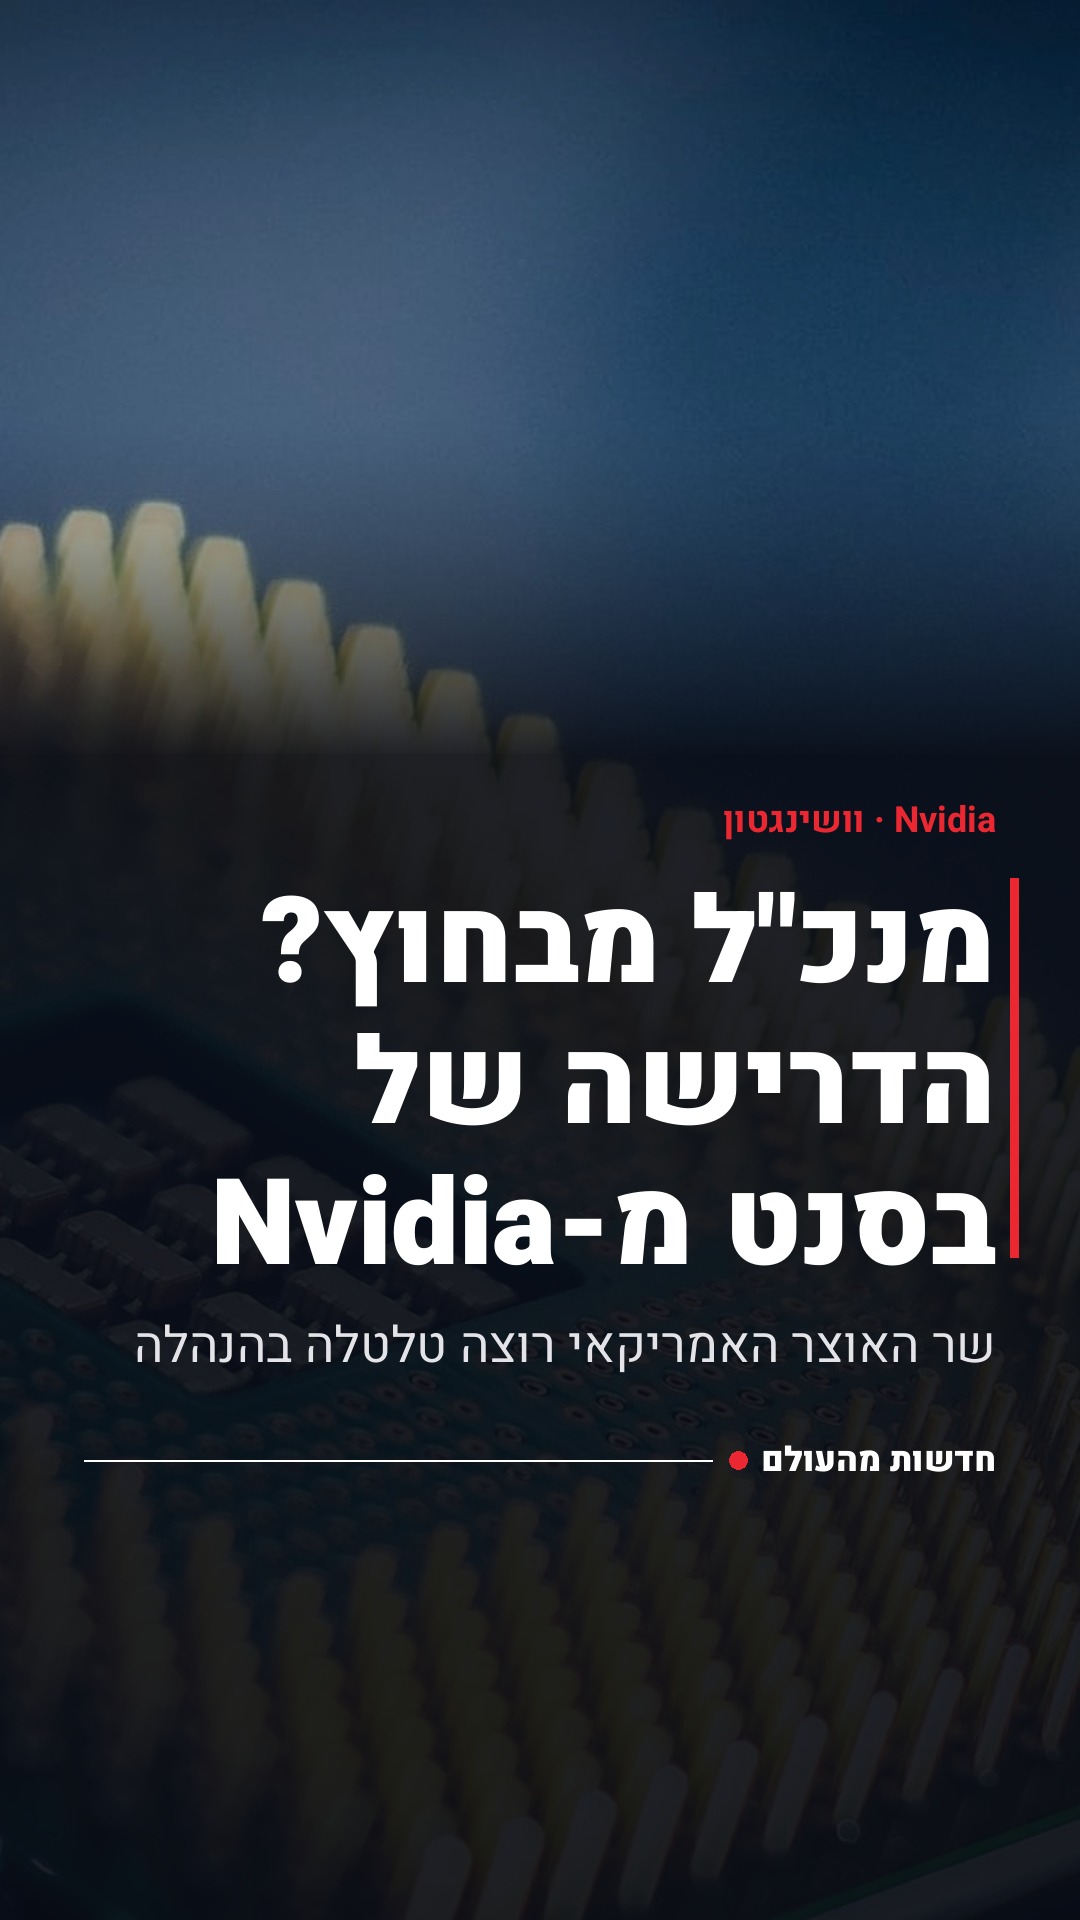 Nvidia · וושינגטון
מנכ"ל מבחוץ?
הדרישה של
בסנט מ-Nvidia
שר האוצר האמריקאי רוצה טלטלה בהנהלה
חדשות מהעולם